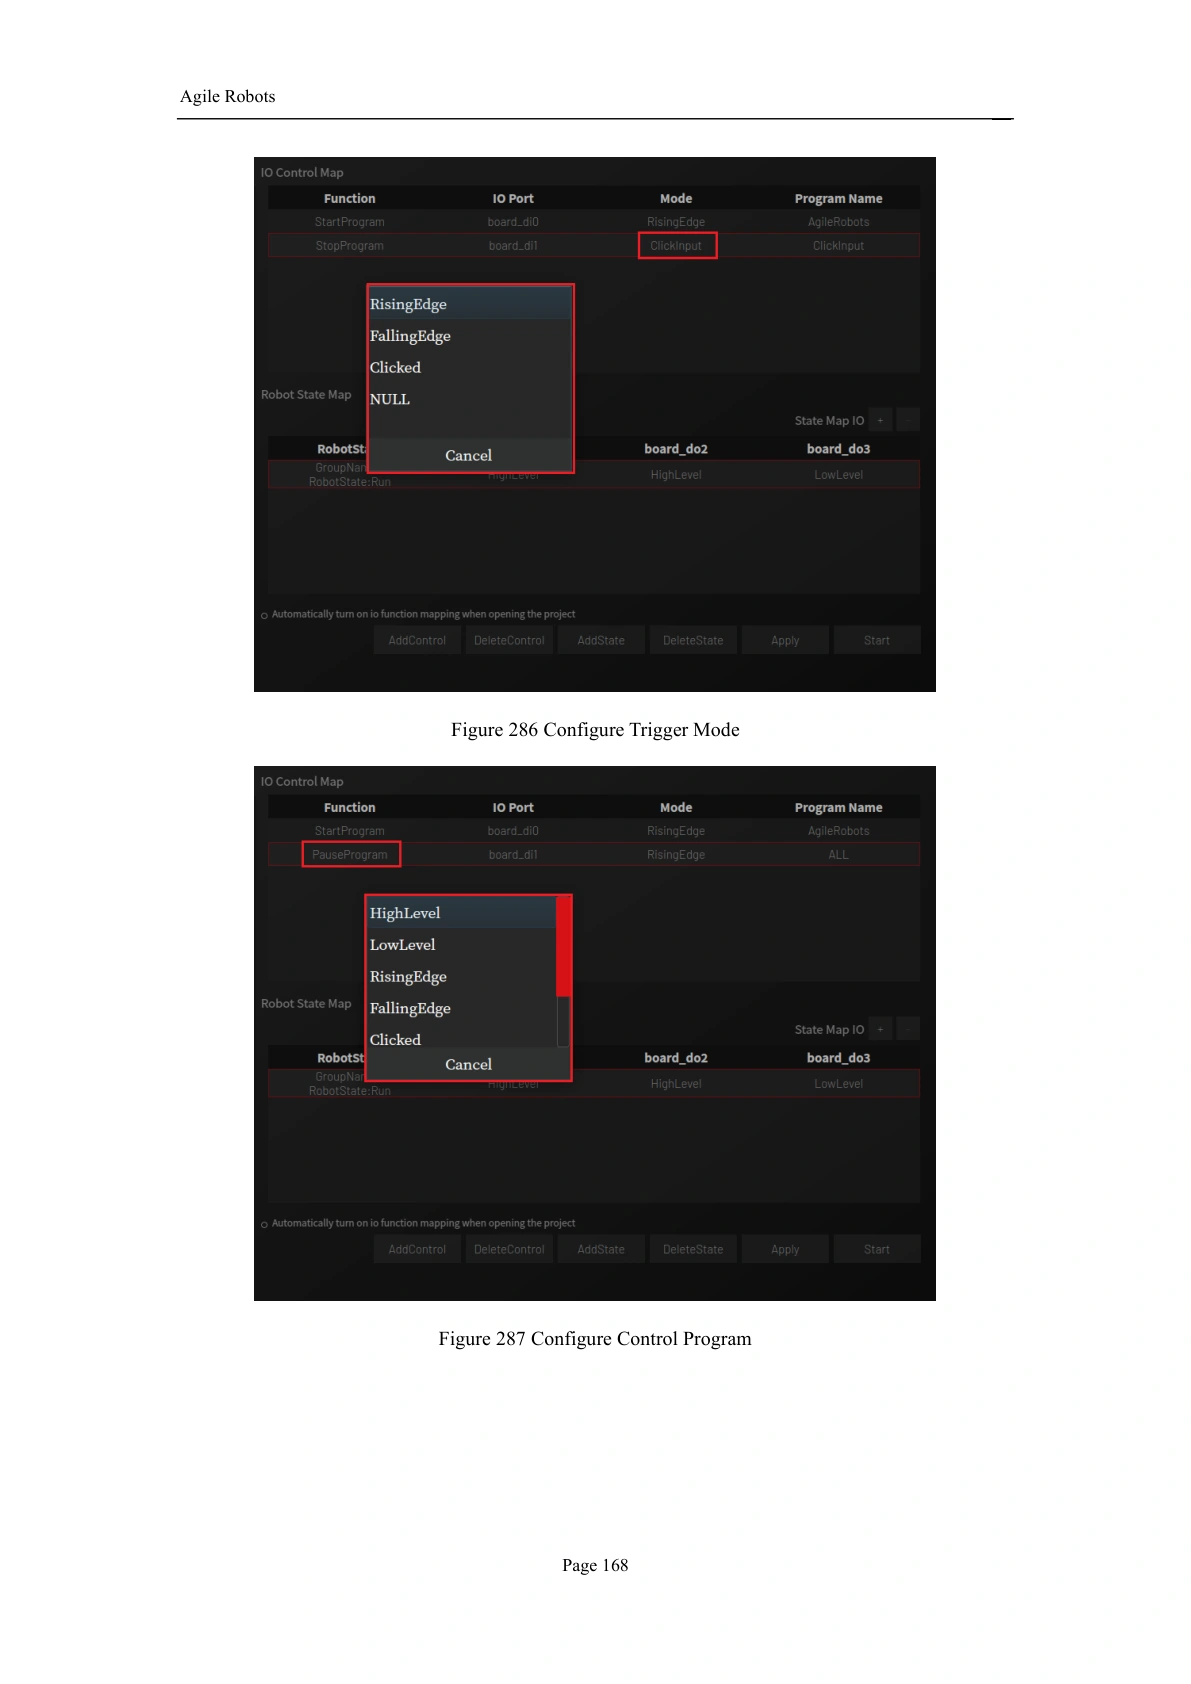 Agile Robots
IO Control Map
Function IO Port Mode Program Name
StartProgram board_di0 RisingEdge AgileRobots
StopProgram board_di1 ClickInput ClickInput
RisingEdge
FallingEdge
Clicked
NULL
Cancel
Robot State Map
State Map IO + -
board_do2 board_do3
RobotState:Run HighLevel HighLevel LowLevel
Automatically turn on io function mapping when opening the project
AddControl DeleteControl AddState DeleteState Apply Start
Figure 286 Configure Trigger Mode
IO Control Map
Function IO Port Mode Program Name
StartProgram board_di0 RisingEdge AgileRobots
PauseProgram board_di1 RisingEdge ALL
HighLevel
LowLevel
RisingEdge
FallingEdge
Clicked
Cancel
Robot State Map
State Map IO + -
board_do2 board_do3
RobotState:Run HighLevel HighLevel LowLevel
Automatically turn on io function mapping when opening the project
AddControl DeleteControl AddState DeleteState Apply Start
Figure 287 Configure Control Program
Page 168